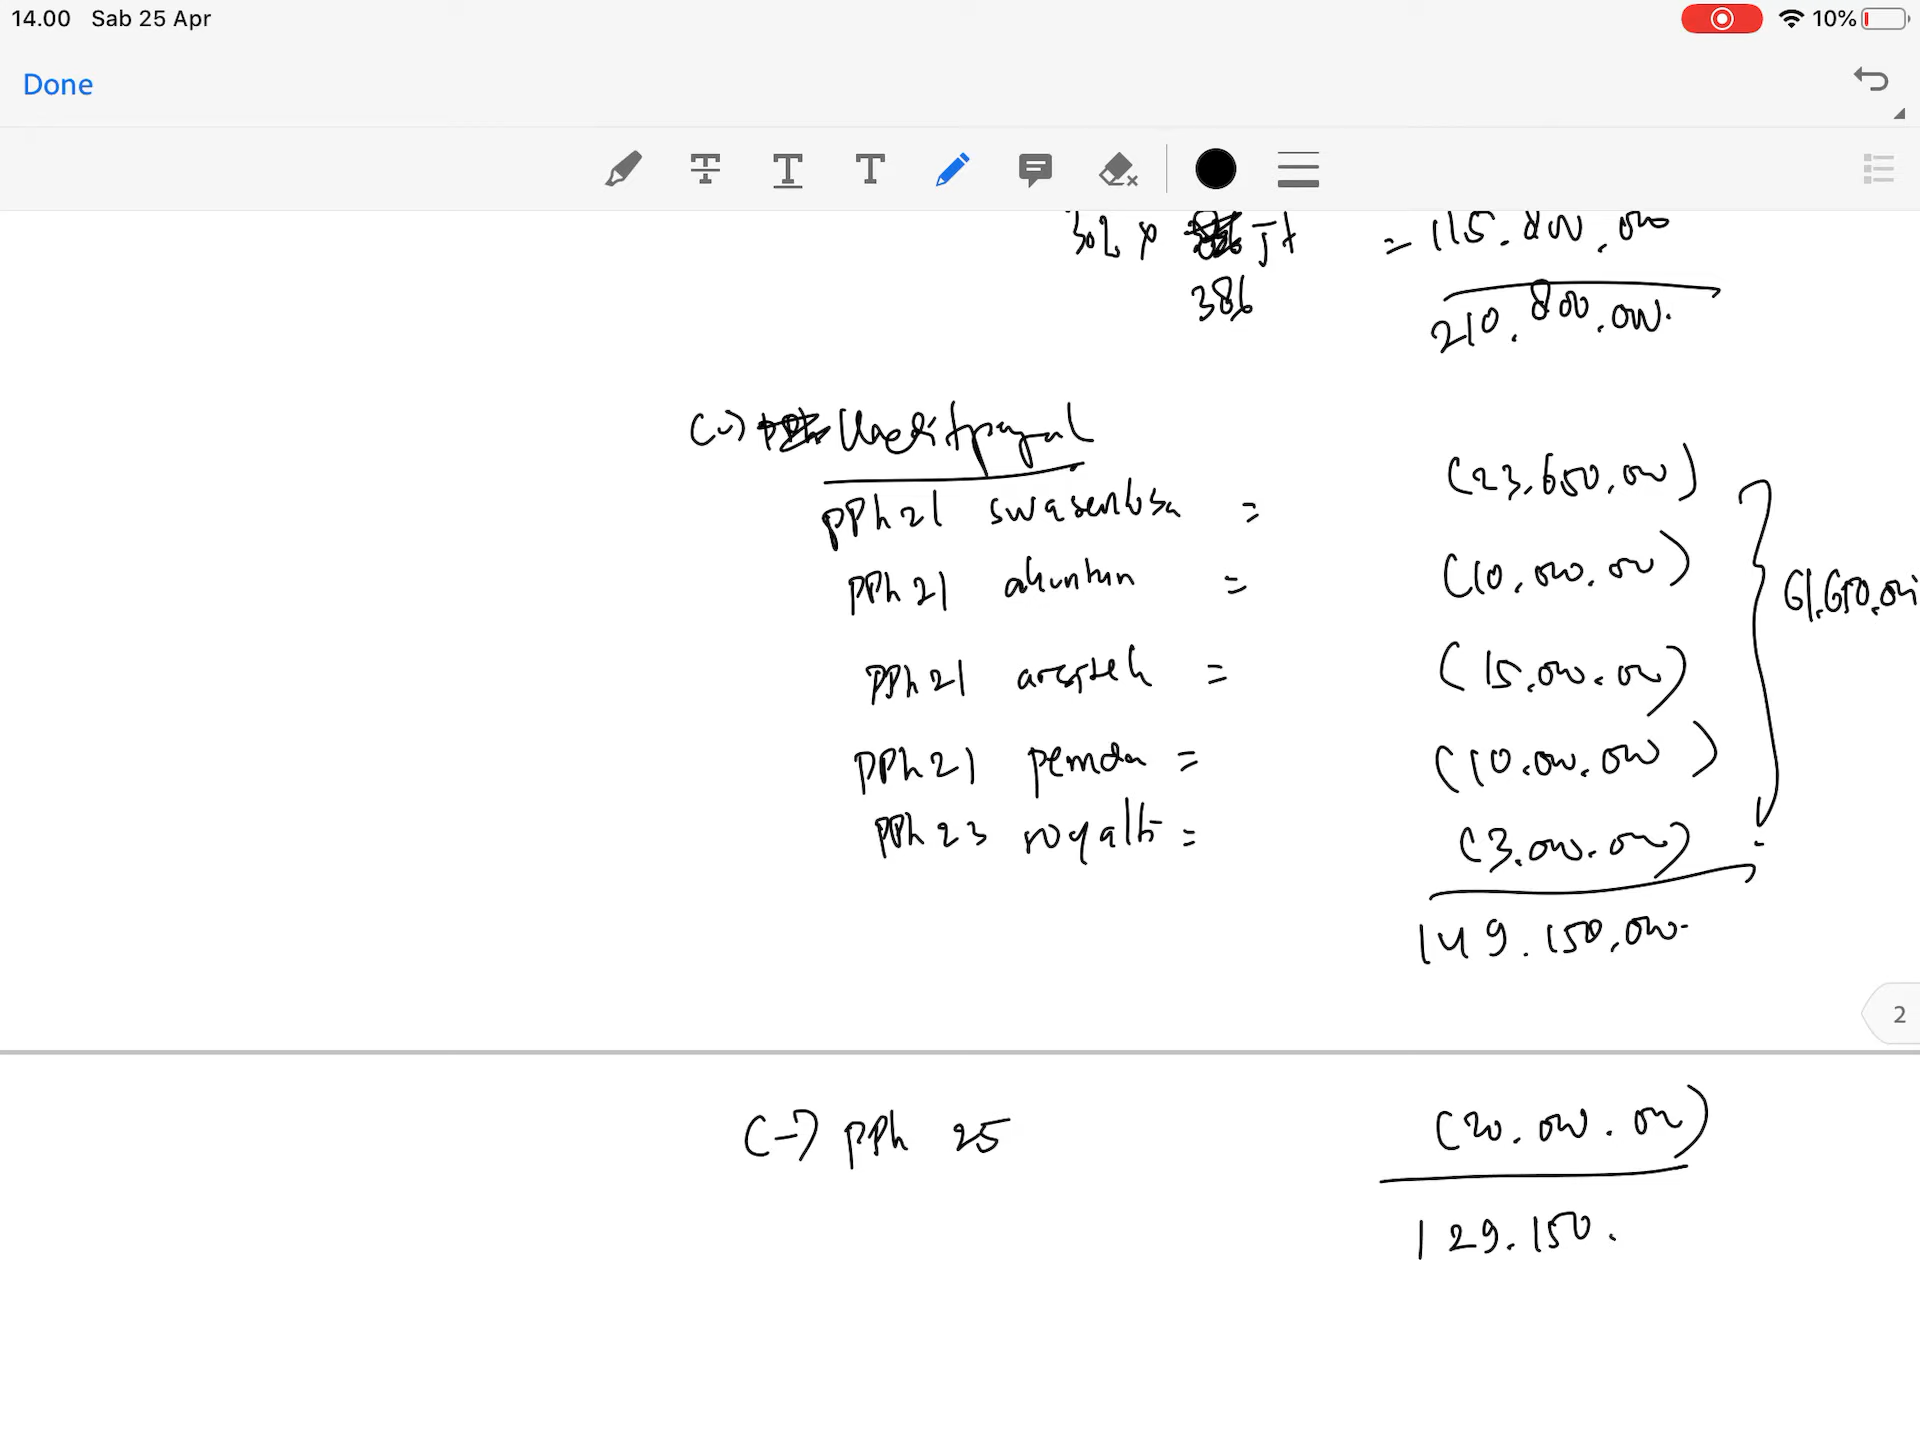 14.00 Sab 25 Apr 10%
Done
30% x jt = 115.800.000
386
210.800.000.
(-) Kreditpajak
PPh 21 swasentosa = (23.650.000)
PPh 21 akuntan = (10.000.000)
61.650.000
PPh 21 arsitek = (15.000.000)
PPh 21 pemda = (10.000.000)
PPh 23 royalti = (3.000.000)
149.150.000.
2
(-) PPh 25 (20.000.000)
129.150.